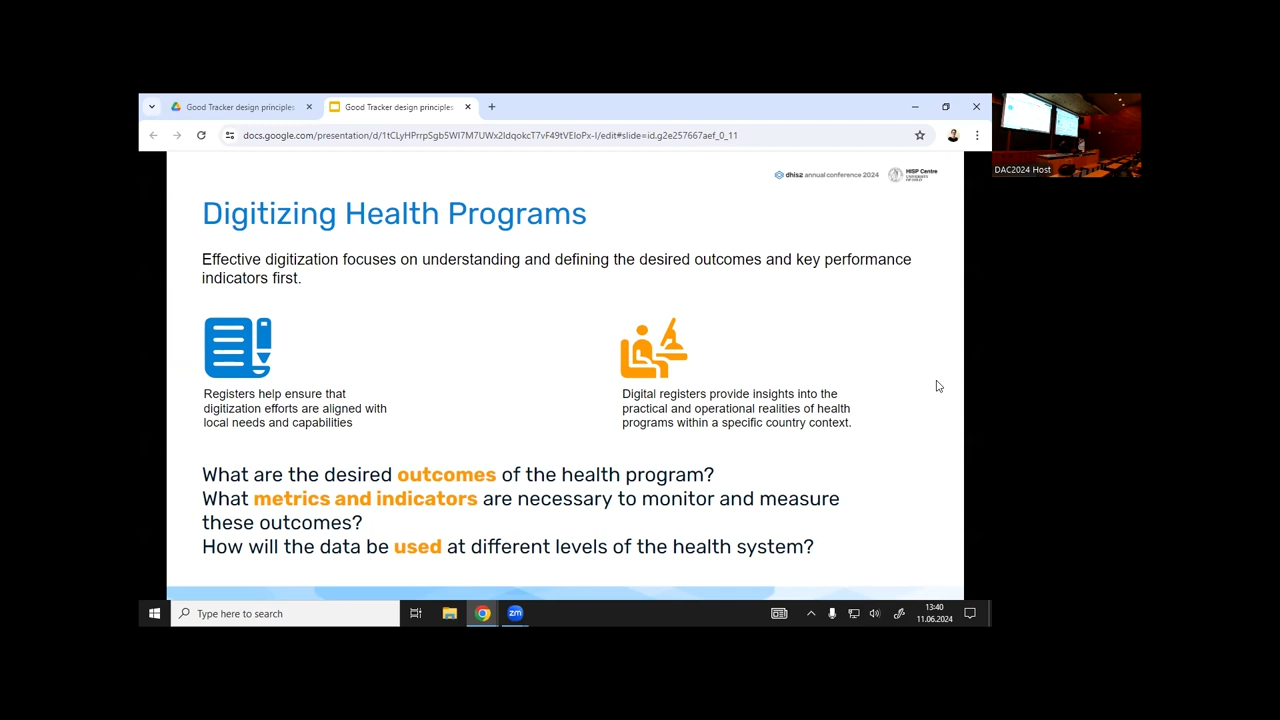 Good Tracker design principles
Good Tracker design principles
docs.google.com/presentation/d/1tCLyHPrrpSgb5WI7M7UWx2ldqokcT7vF49tVEloPx-I/edit#slide=id.g2e257667aef_0_11
DAC2024 Host
dhis2 annual conference 2024
HISP Centre
UNIVERSITY OF OSLO
Digitizing Health Programs
Effective digitization focuses on understanding and defining the desired outcomes and key performance
indicators first.
Registers help ensure that
digitization efforts are aligned with
local needs and capabilities
Digital registers provide insights into the
practical and operational realities of health
programs within a specific country context.
What are the desired outcomes of the health program?
What metrics and indicators are necessary to monitor and measure
these outcomes?
How will the data be used at different levels of the health system?
Type here to search
zm
13:40
11.06.2024